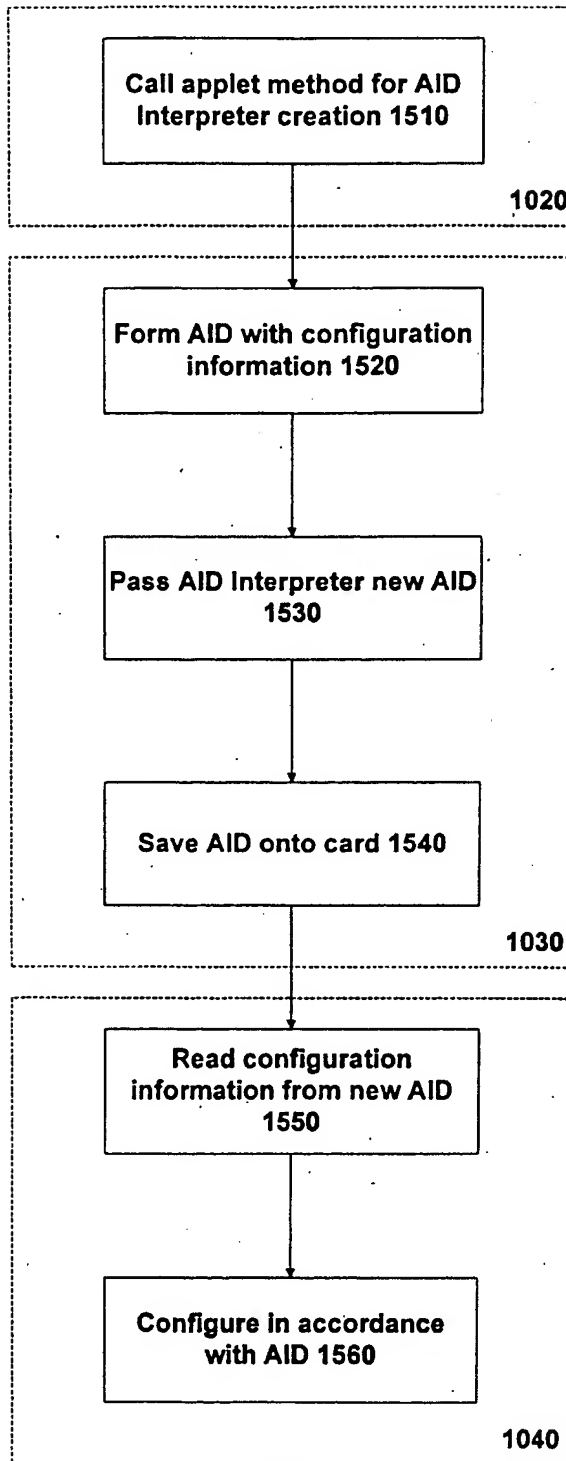 Call applet method for AID
Interpreter creation 1510
1020
Form AID with configuration
information 1520
Pass AID Interpreter new AID
1530
Save AID onto card 1540
1030
Read configuration
information from new AID
1550
Configure in accordance
with AID 1560
1040